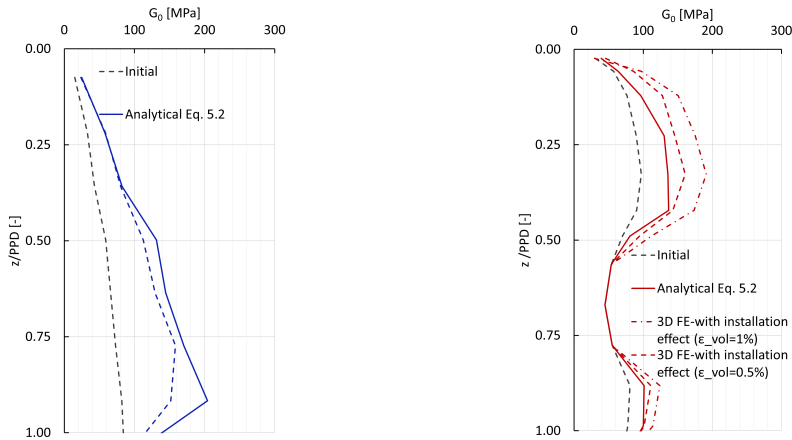 G₀ [MPa]
0 100 200 300
0.00
0.25
0.50
0.75
1.00
z/PPD [-]
Initial
Analytical Eq. 5.2
G₀ [MPa]
0 100 200 300
0.00
0.25
0.50
0.75
1.00
z /PPD [-]
Initial
Analytical Eq. 5.2
3D FE-with installation
effect (ε_vol=1%)
3D FE-with installation
effect (ε_vol=0.5%)